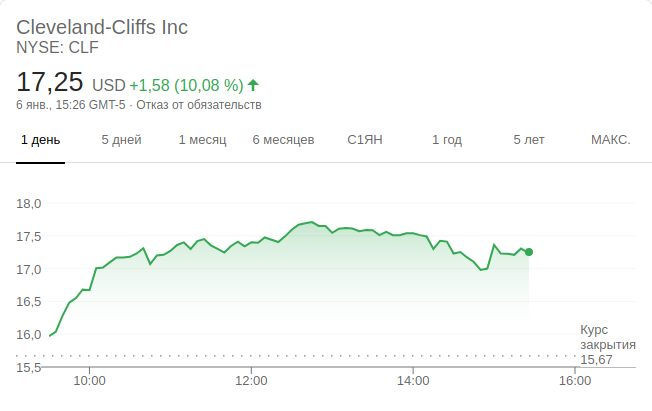 Cleveland-Cliffs Inc
NYSE: CLF
17,25 USD +1,58 (10,08 %)
6 янв., 15:26 GMT-5 · Отказ от обязательств
1 день 5 дней 1 месяц 6 месяцев С1ЯН 1 год 5 лет МАКС.
18,0
17,5
17,0
16,5
16,0
15,5
Курс
закрытия
15,67
10:00 12:00 14:00 16:00